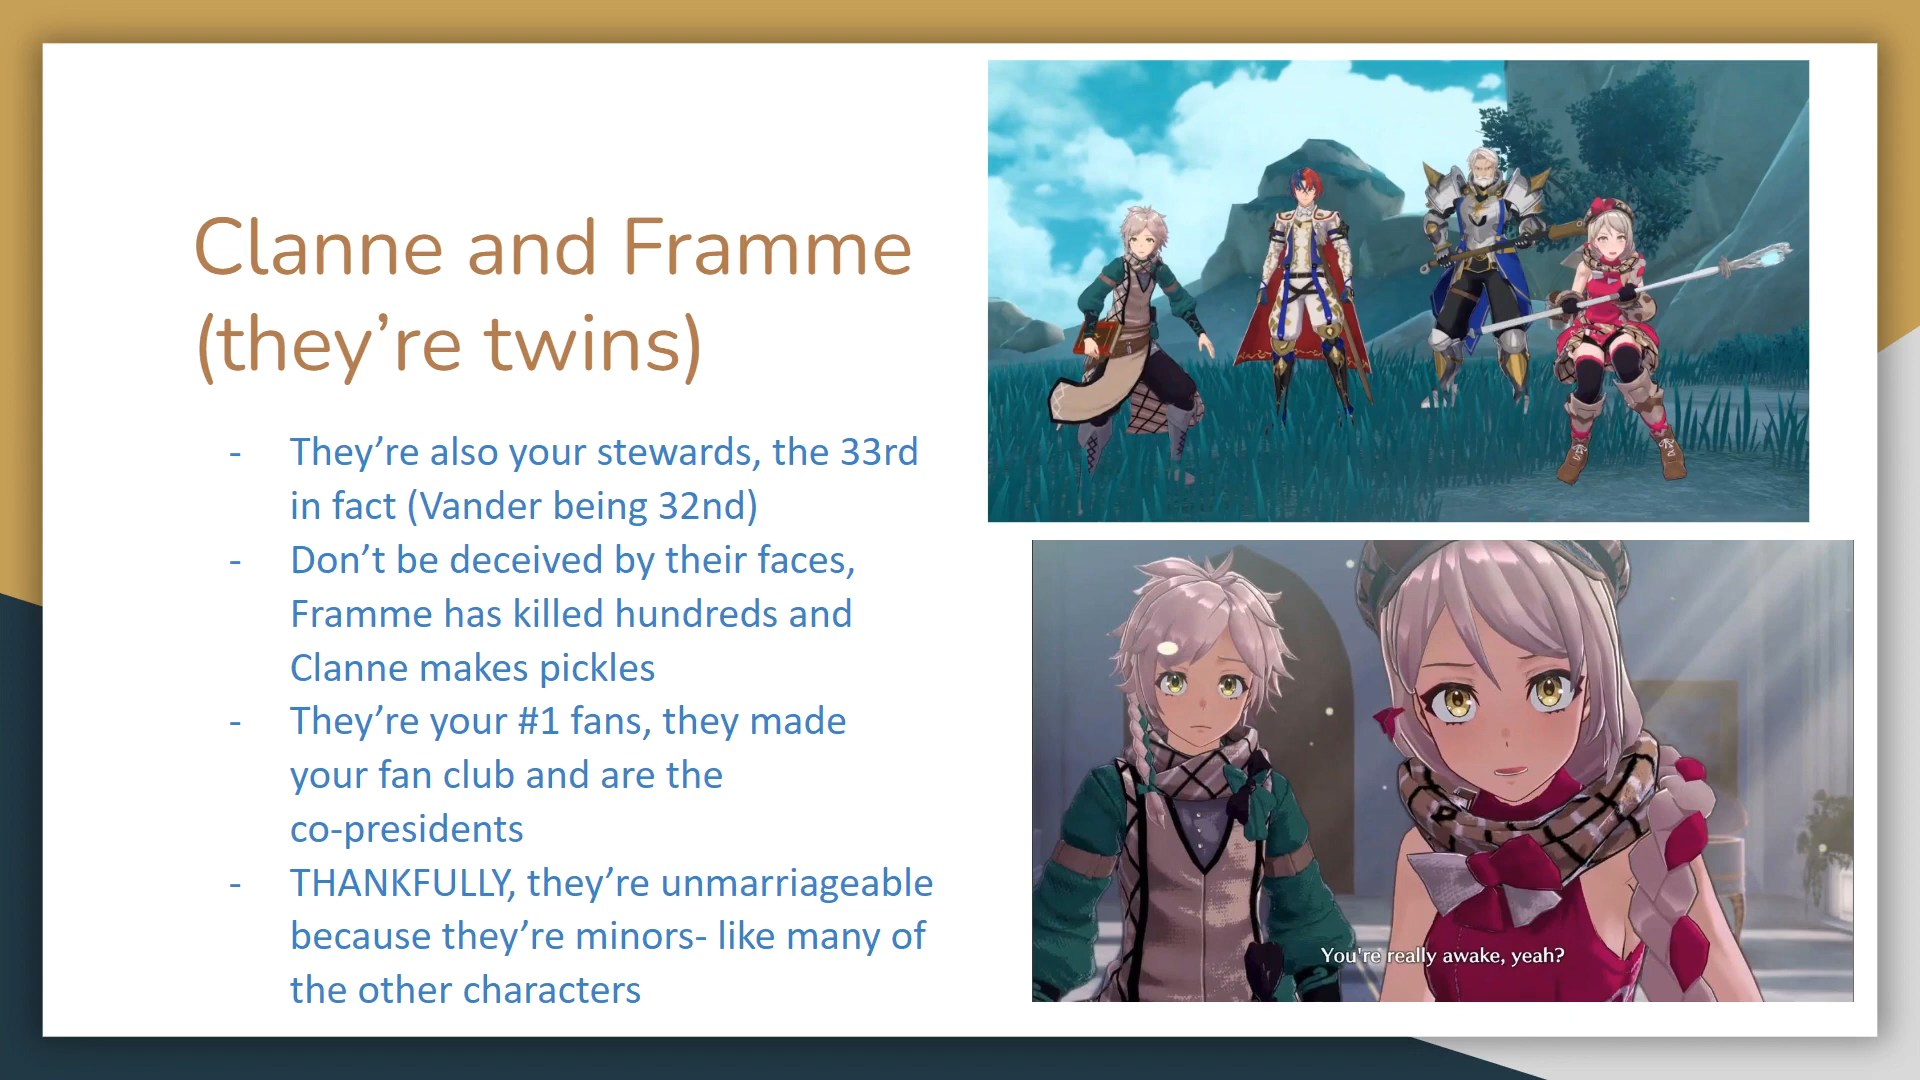 Clanne and Framme
(they’re twins)
- They’re also your stewards, the 33rd
in fact (Vander being 32nd)
- Don’t be deceived by their faces,
Framme has killed hundreds and
Clanne makes pickles
- They’re your #1 fans, they made
your fan club and are the
co-presidents
- THANKFULLY, they’re unmarriageable
because they’re minors- like many of
the other characters
You're really awake, yeah?